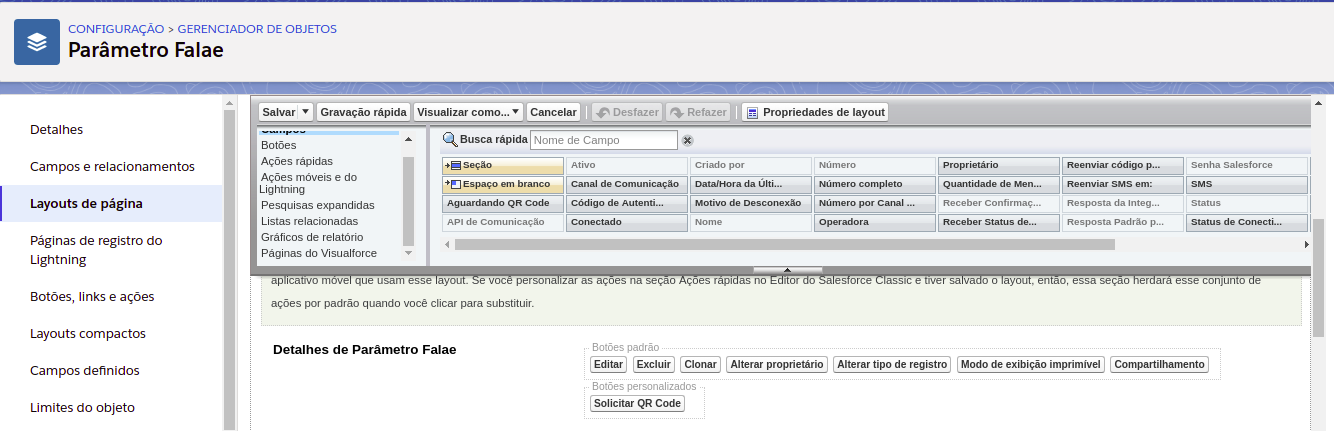 CONFIGURAÇÃO > GERENCIADOR DE OBJETOS
Parâmetro Falae
Detalhes
Campos e relacionamentos
Layouts de página
Páginas de registro do
Lightning
Botões, links e ações
Layouts compactos
Campos definidos
Limites do objeto
Salvar Gravação rápida Visualizar como... Cancelar Desfazer Refazer Propriedades de layout
Campos
Botões
Ações rápidas
Ações móveis e do
Lightning
Pesquisas expandidas
Listas relacionadas
Gráficos de relatório
Páginas do Visualforce
Busca rápida Nome de Campo
Seção Ativo Criado por Número Proprietário Reenviar código p... Senha Salesforce
Espaço em branco Canal de Comunicação Data/Hora da Últi... Número completo Quantidade de Men... Reenviar SMS em: SMS
Aguardando QR Code Código de Autenti... Motivo de Desconexão Número por Canal ... Receber Confirmaç... Resposta da Integ... Status
API de Comunicação Conectado Nome Operadora Receber Status de... Resposta Padrão p... Status de Conecti...
aplicativo móvel que usam esse layout. Se você personalizar as ações na seção Ações rápidas no Editor do Salesforce Classic e tiver salvado o layout, então, essa seção herdará esse conjunto de
ações por padrão quando você clicar para substituir.
Detalhes de Parâmetro Falae
Botões padrão
Editar Excluir Clonar Alterar proprietário Alterar tipo de registro Modo de exibição imprimível Compartilhamento
Botões personalizados
Solicitar QR Code